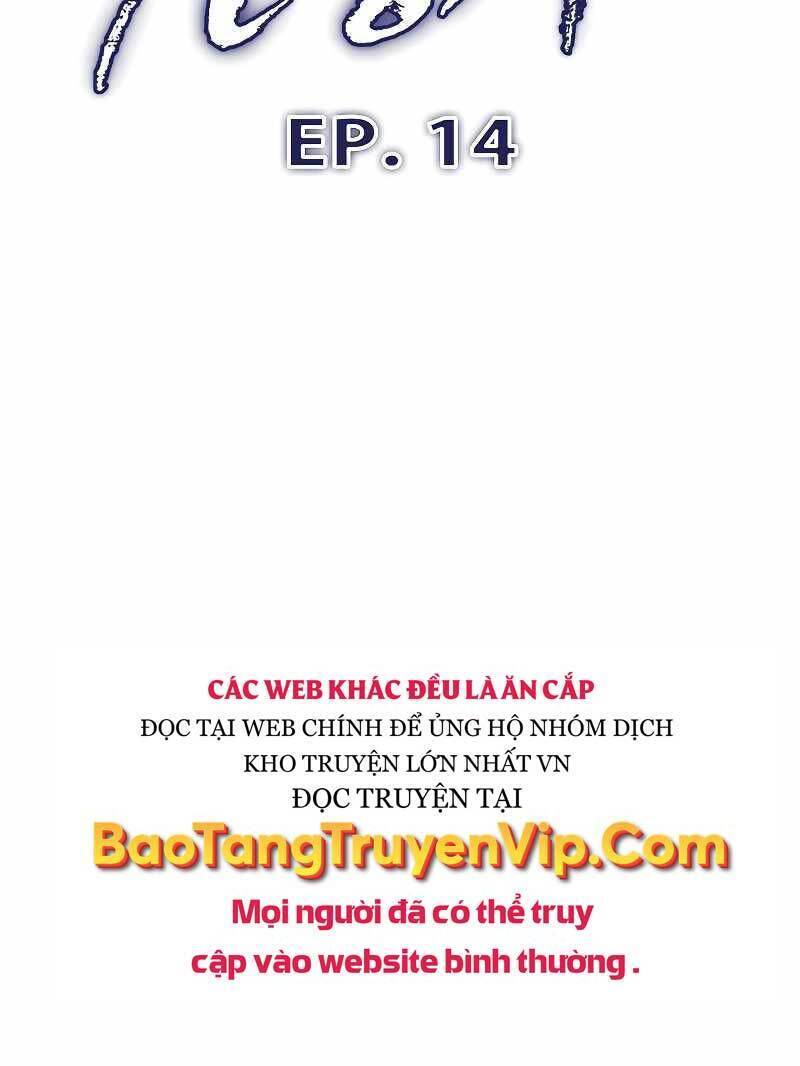 EP. 14
CÁC WEB KHÁC ĐỀU LÀ ĂN CẮP
ĐỌC TẠI WEB CHÍNH ĐỂ ỦNG HỘ NHÓM DỊCH
KHO TRUYỆN LỚN NHẤT VN
ĐỌC TRUYỆN TẠI
BaoTangTruyenVip.Com
Mọi người đã có thể truy
cập vào website bình thường .